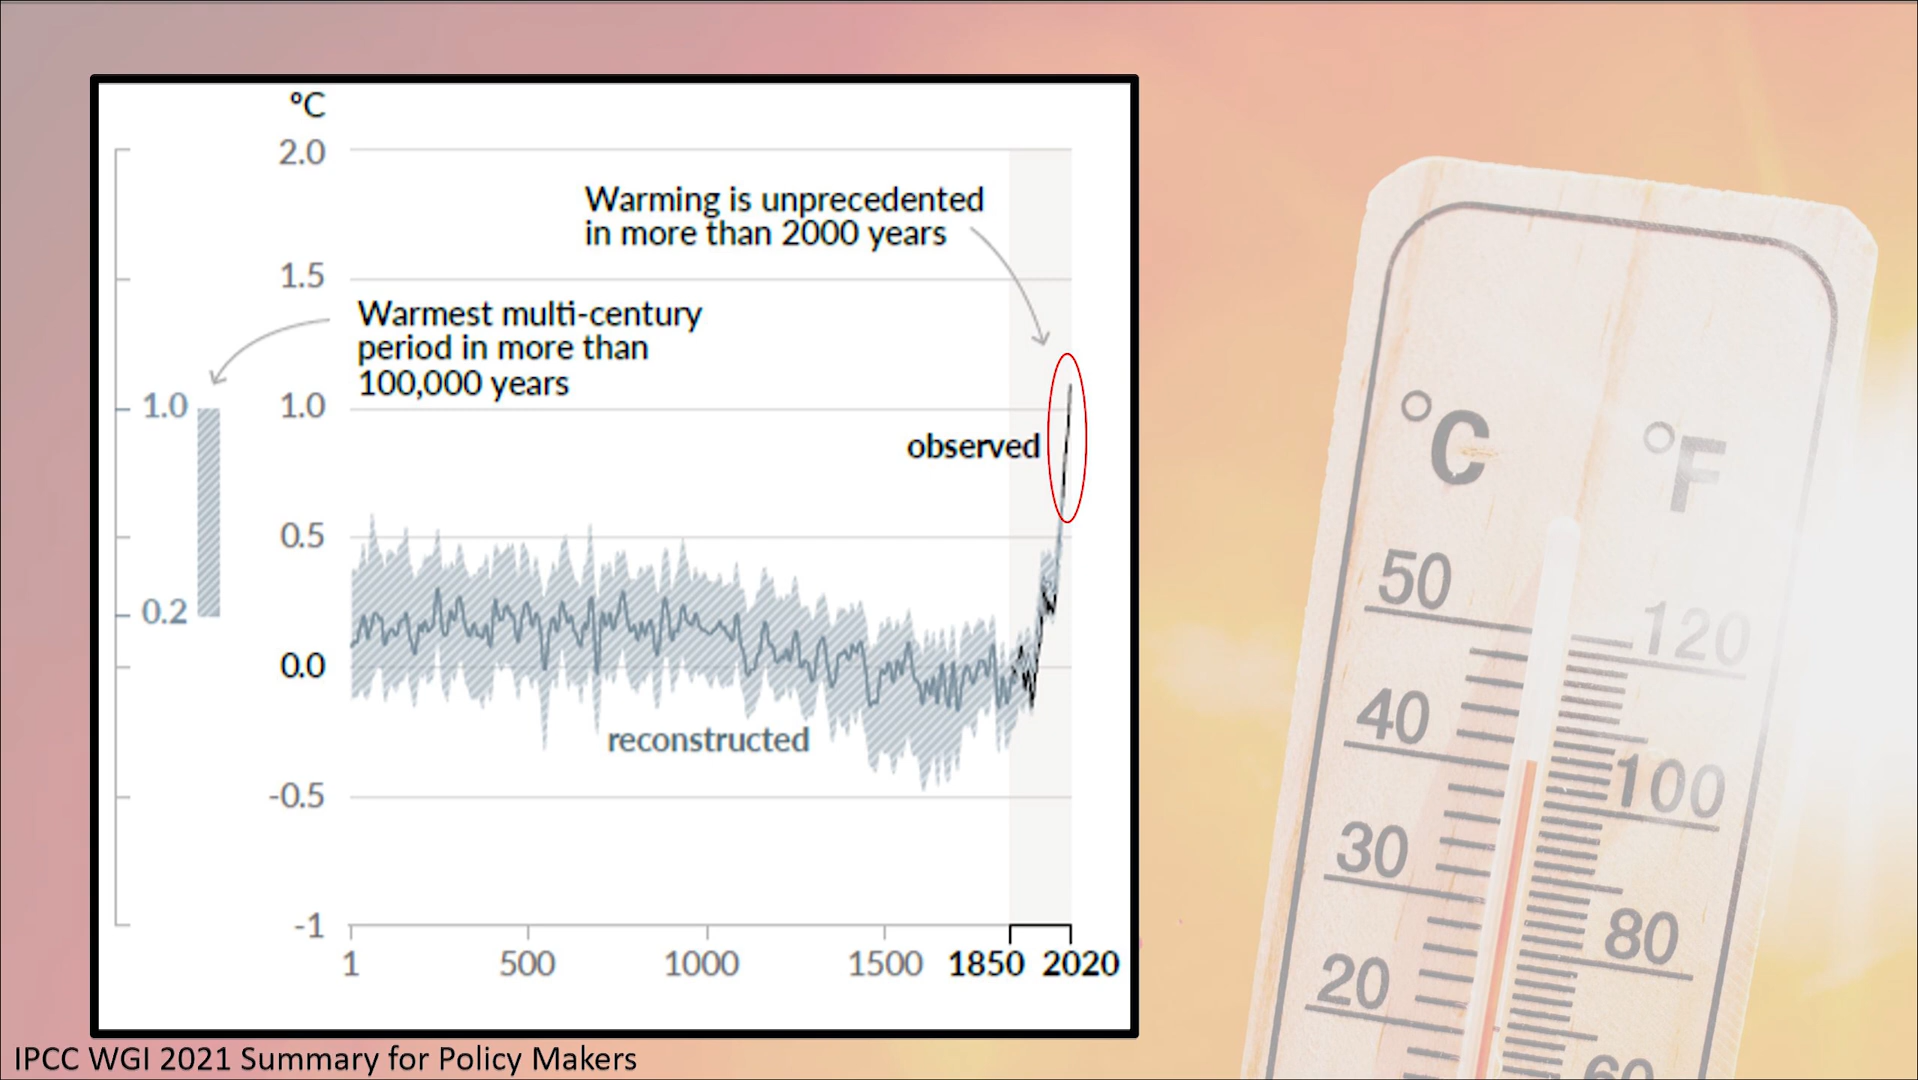 °C
2.0
Warming is unprecedented
in more than 2000 years
1.5
Warmest multi-century
period in more than
100,000 years
1.0
1.0
observed
0.5
0.2
0.0
reconstructed
-0.5
-1
1 500 1000 1500 1850 2020
IPCC WGI 2021 Summary for Policy Makers
°C °F
50
120
40
100
30
80
20
60